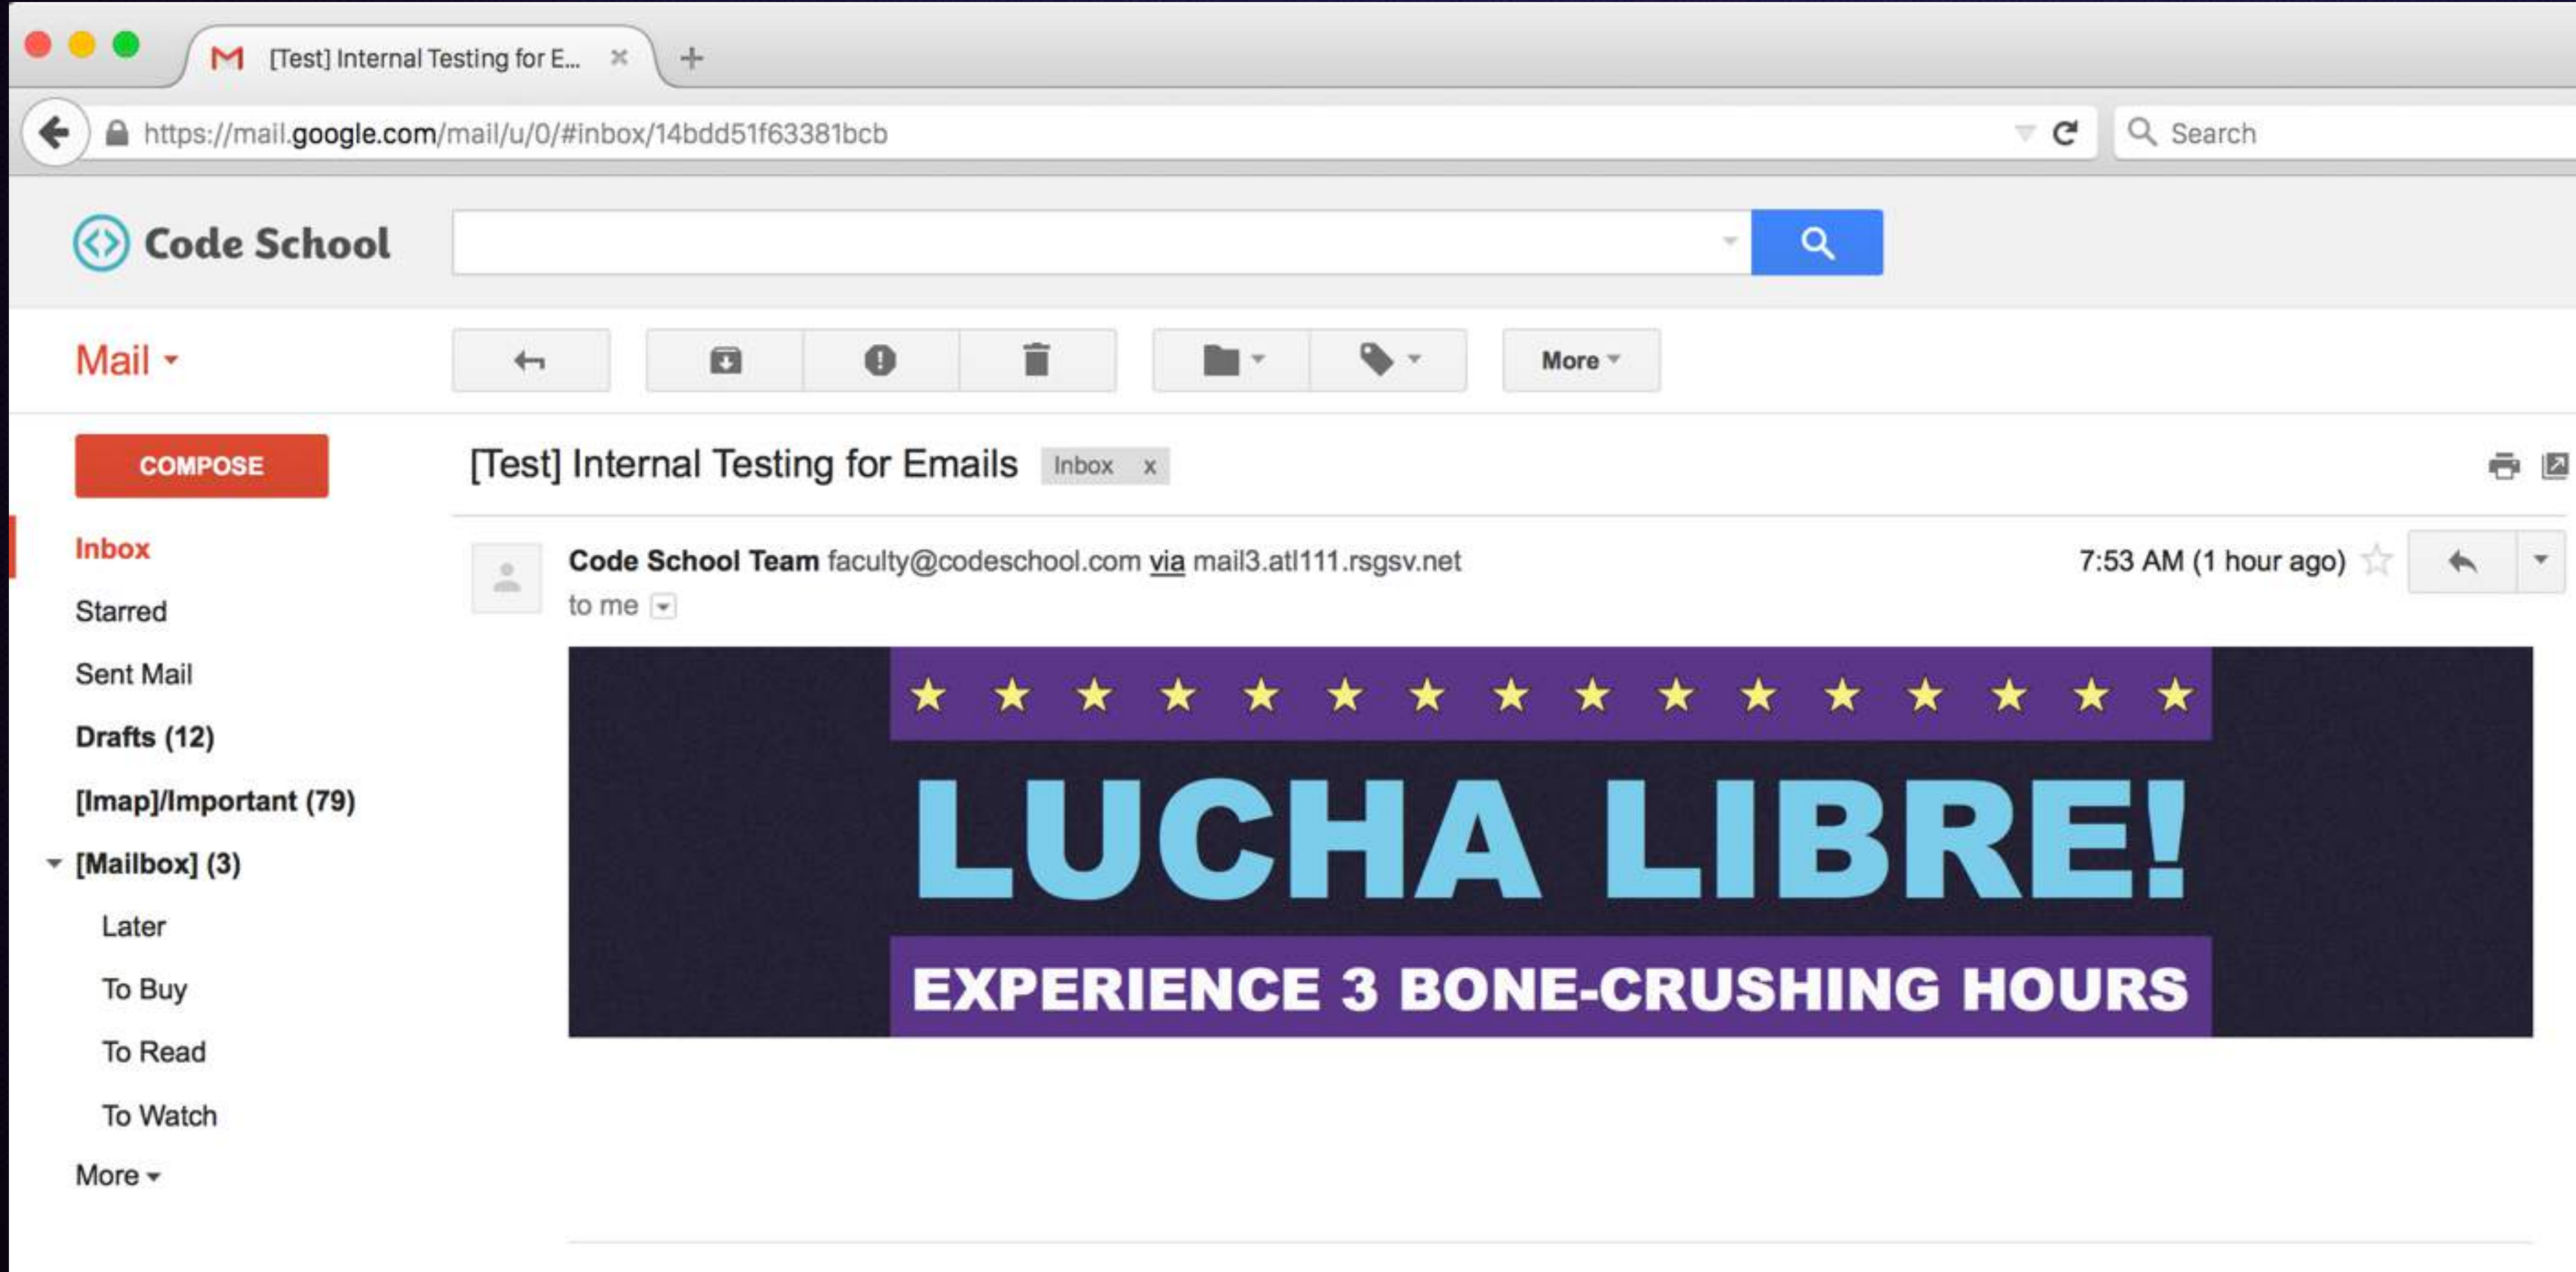 [Test] Internal Testing for E...
https://mail.google.com/mail/u/0/#inbox/14bdd51f63381bcb
Search
Code School
Mail
More
COMPOSE
[Test] Internal Testing for Emails Inbox x
Inbox
Code School Team faculty@codeschool.com via mail3.atl111.rsgsv.net 7:53 AM (1 hour ago)
to me
Starred
Sent Mail
Drafts (12)
[Imap]/Important (79)
[Mailbox] (3)
Later
To Buy
To Read
To Watch
More
LUCHA LIBRE!
EXPERIENCE 3 BONE-CRUSHING HOURS